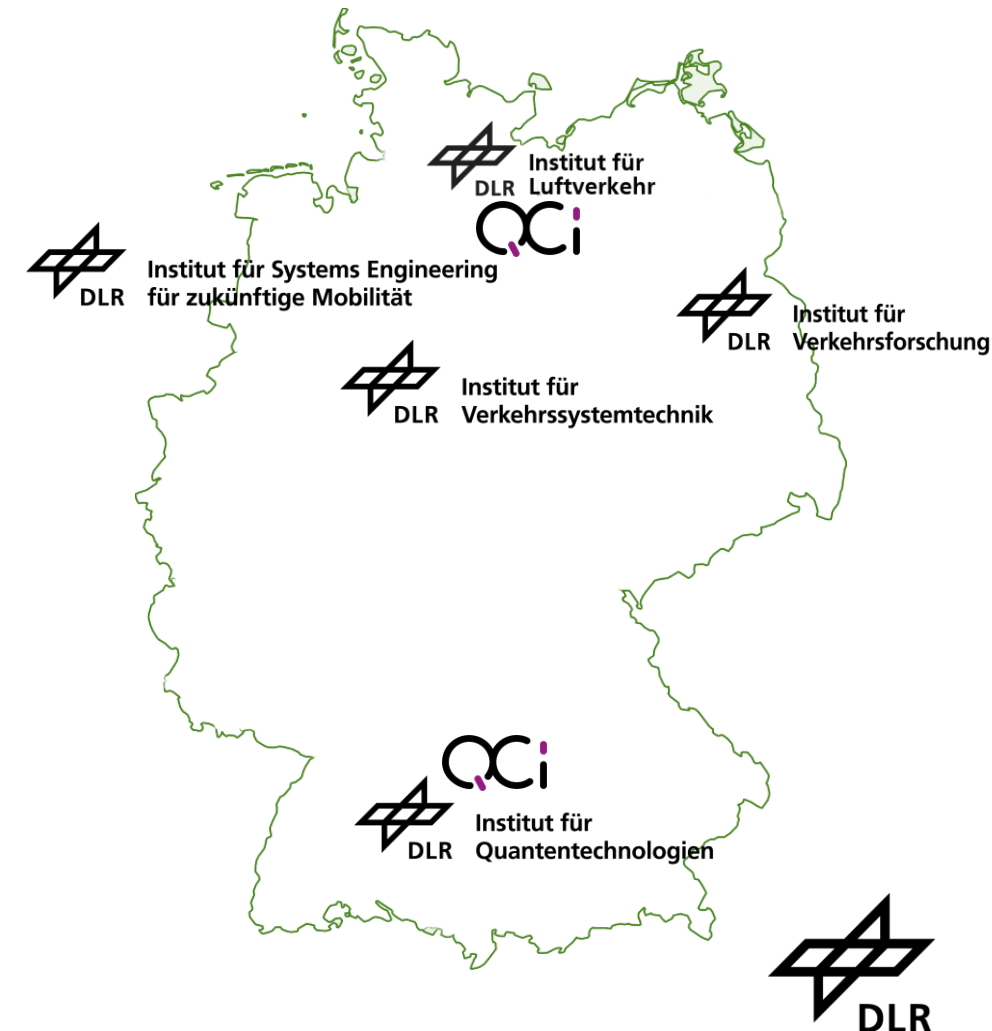 Institut für
DLR Luftverkehr
QCi
Institut für Systems Engineering
DLR für zukünftige Mobilität
Institut für
DLR Verkehrsforschung
Institut für
DLR Verkehrssystemtechnik
QCi
Institut für
DLR Quantentechnologien
DLR